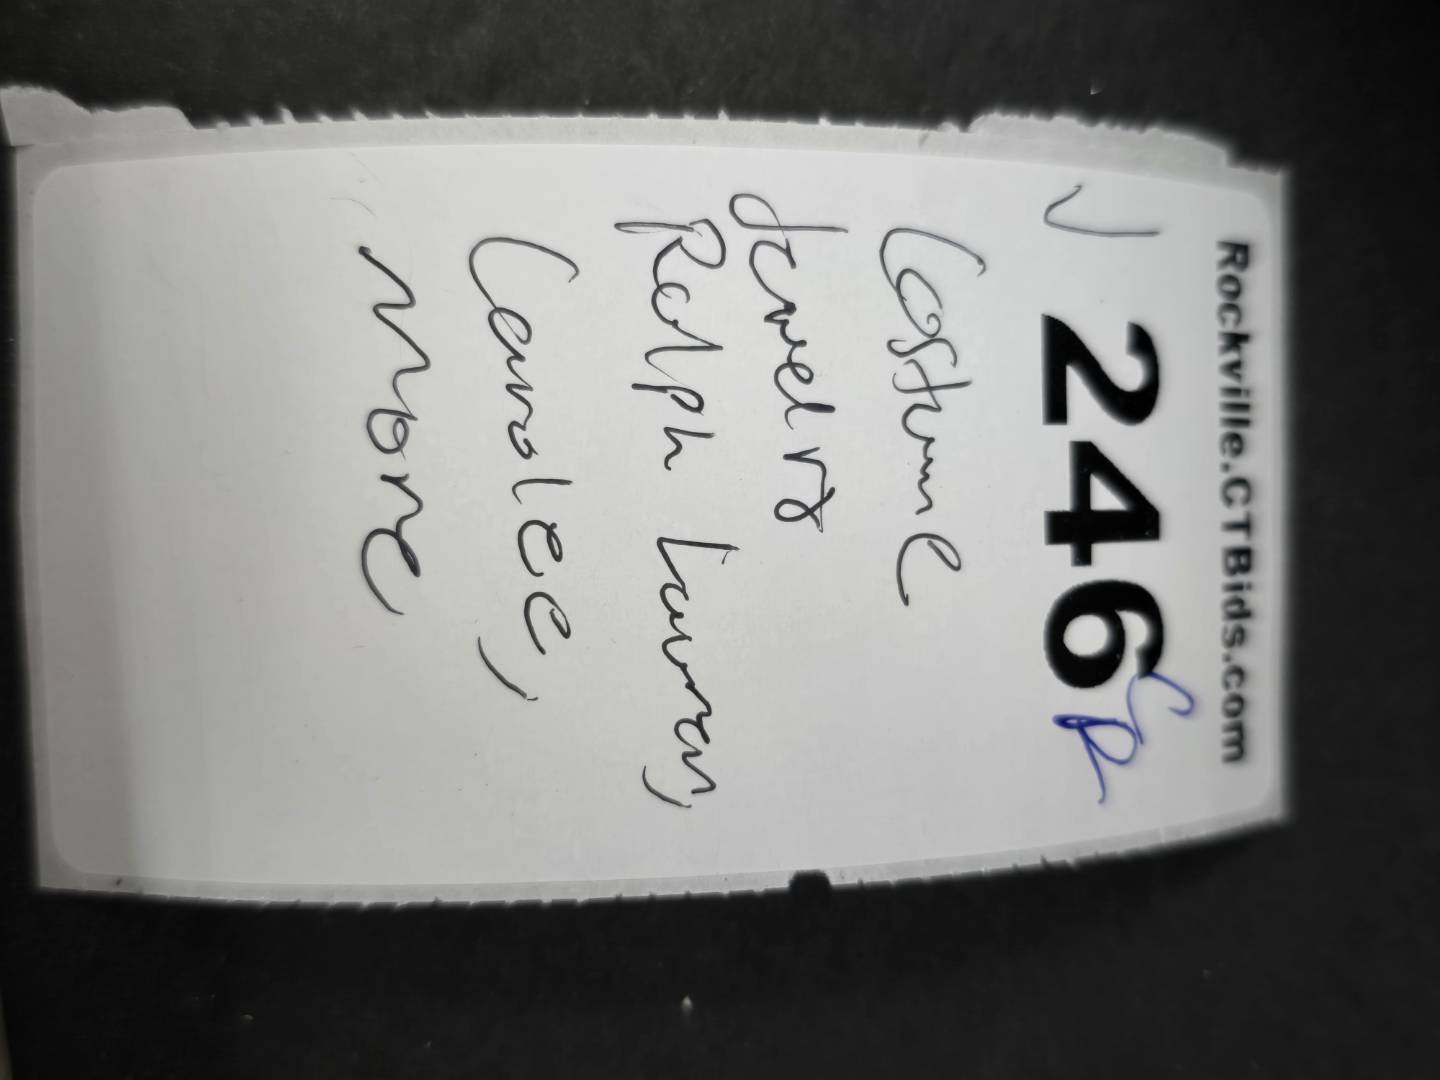 Rockville.CTBids.com
246
Costume
Jewelry
Ralph Lauren,
Carolee,
more